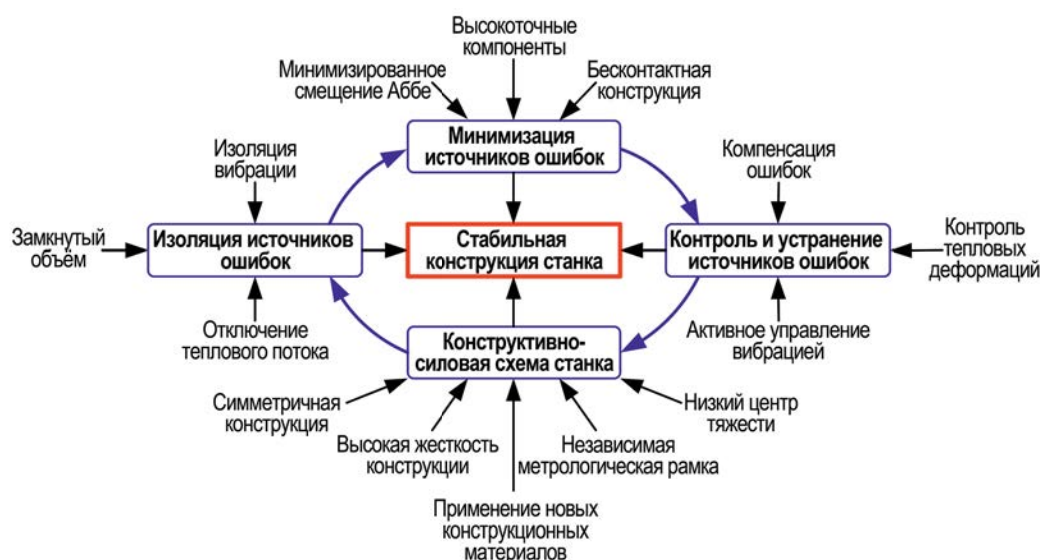 Высокоточные
компоненты
Минимизированное
смещение Аббе
Бесконтактная
конструкция
Минимизация
источников ошибок
Изоляция
вибрации
Компенсация
ошибок
Замкнутый
объём
Изоляция источников
ошибок
Стабильная
конструкция станка
Контроль и устранение
источников ошибок
Контроль
тепловых
деформаций
Отключение
теплового потока
Конструктивно-
силовая схема станка
Активное управление
вибрацией
Симметричная
конструкция
Высокая жесткость
конструкции
Применение новых
конструкционных
материалов
Независимая
метрологическая рамка
Низкий центр
тяжести